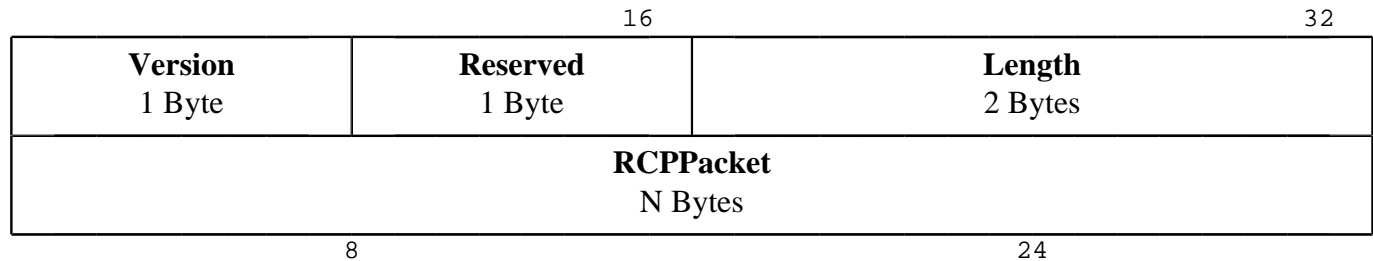 16 32
Version Reserved Length
1 Byte 1 Byte 2 Bytes
RCPPacket
N Bytes
8 24